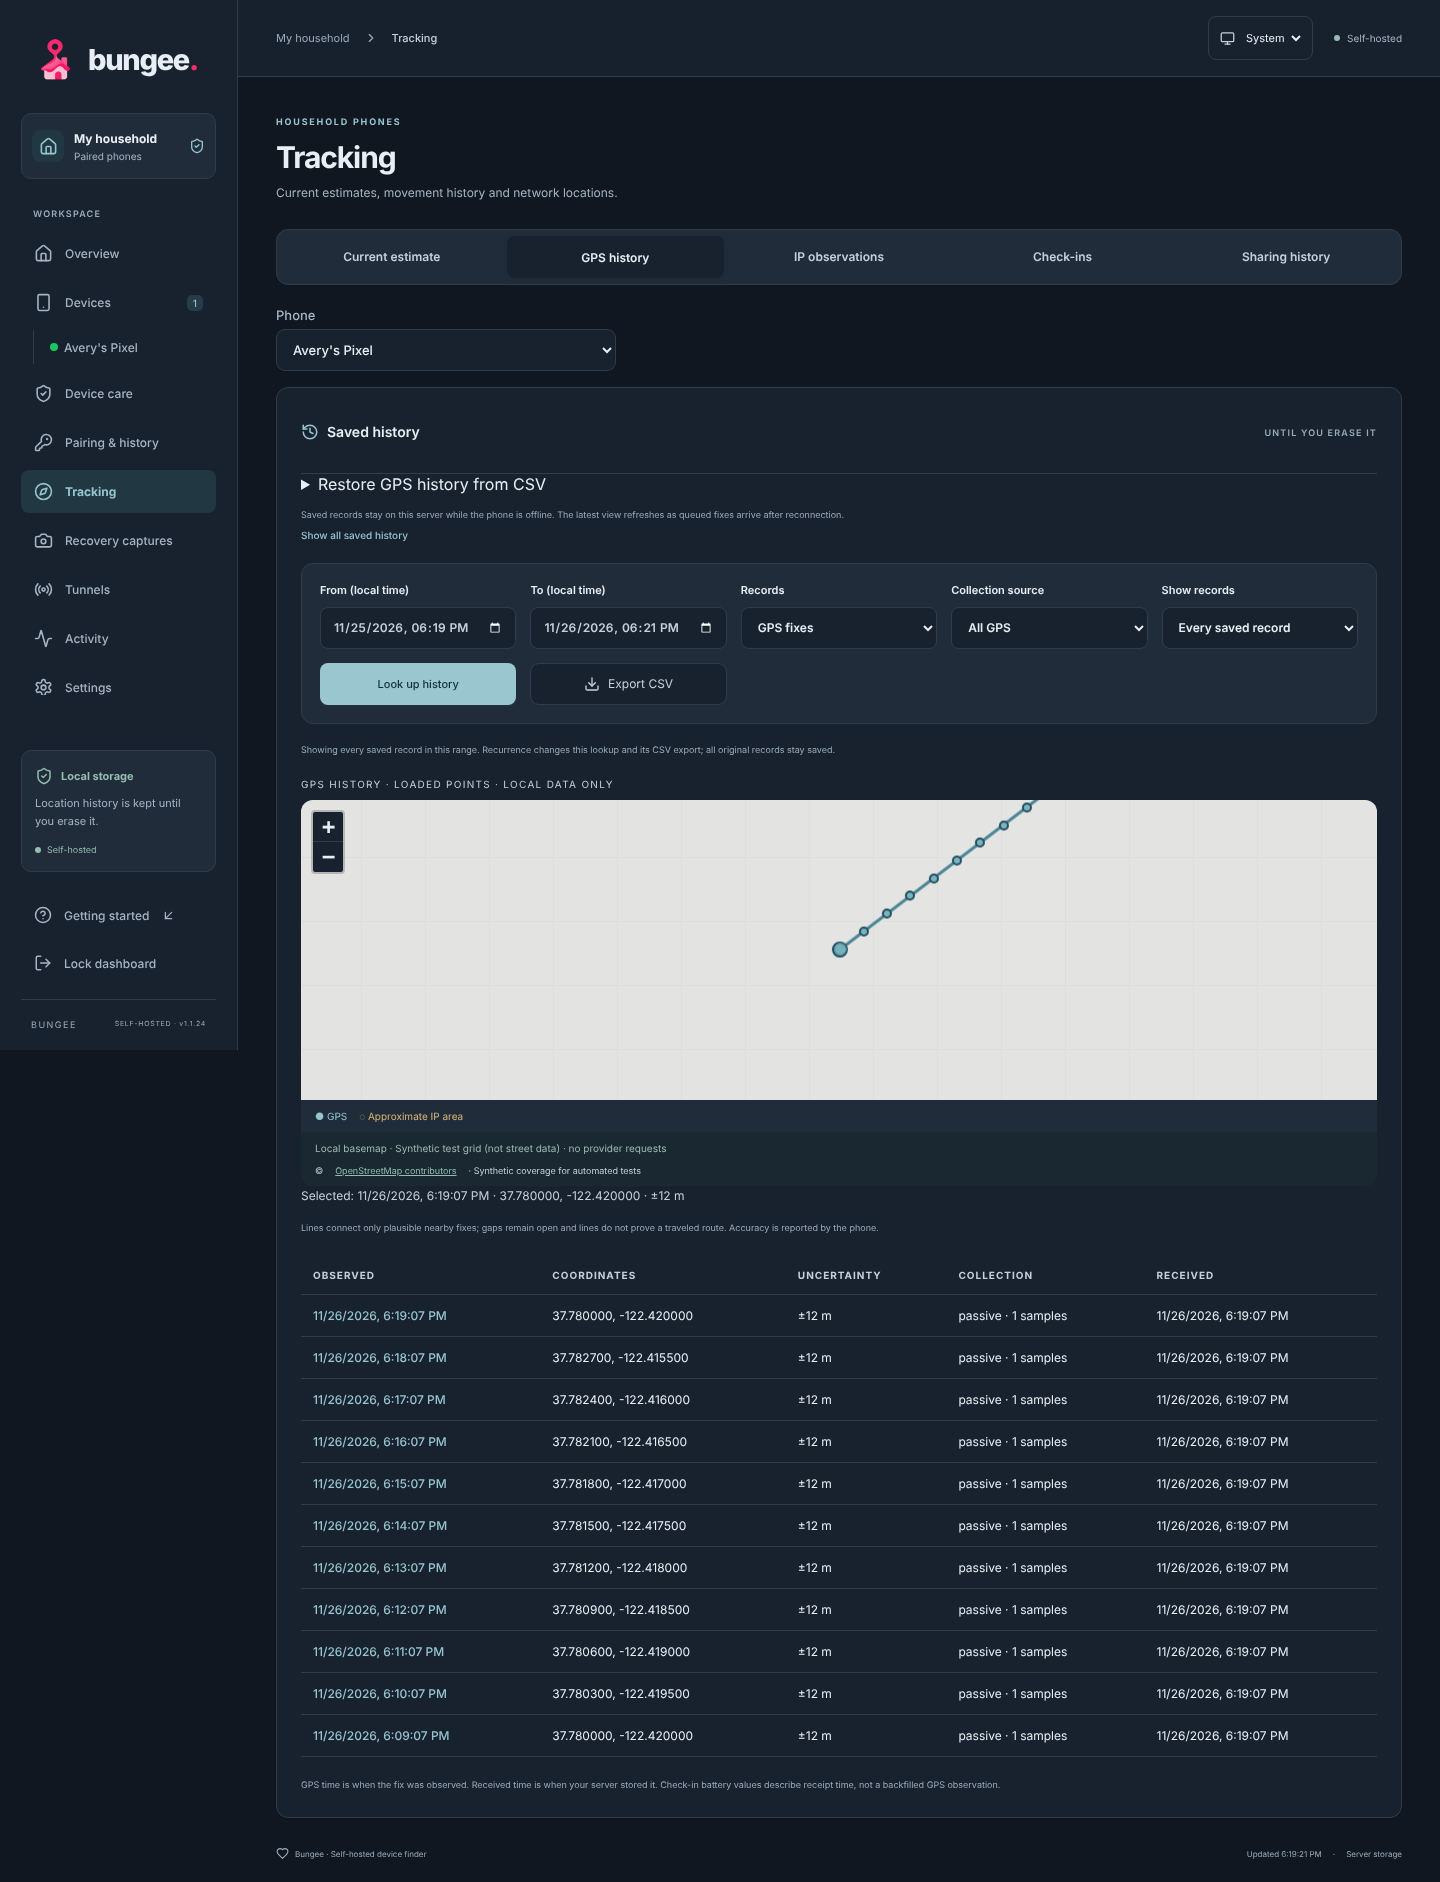 bungee.
My household
Paired phones
WORKSPACE
Overview
Devices 1
Avery's Pixel
Device care
Pairing & history
Tracking
Recovery captures
Tunnels
Activity
Settings
Local storage
Location history is kept until
you erase it.
Self-hosted
Getting started
Lock dashboard
BUNGEE SELF-HOSTED · v1.1.24
My household Tracking System Self-hosted
HOUSEHOLD PHONES
Tracking
Current estimates, movement history and network locations.
Current estimate GPS history IP observations Check-ins Sharing history
Phone
Avery's Pixel
Saved history UNTIL YOU ERASE IT
Restore GPS history from CSV
Saved records stay on this server while the phone is offline. The latest view refreshes as queued fixes arrive after reconnection.
Show all saved history
From (local time) To (local time) Records Collection source Show records
11/25/2026, 06:19 PM 11/26/2026, 06:21 PM GPS fixes All GPS Every saved record
Look up history Export CSV
Showing every saved record in this range. Recurrence changes this lookup and its CSV export; all original records stay saved.
GPS HISTORY · LOADED POINTS · LOCAL DATA ONLY
+
−
GPS Approximate IP area
Local basemap · Synthetic test grid (not street data) · no provider requests
© OpenStreetMap contributors · Synthetic coverage for automated tests
Selected: 11/26/2026, 6:19:07 PM · 37.780000, -122.420000 · ±12 m
Lines connect only plausible nearby fixes; gaps remain open and lines do not prove a traveled route. Accuracy is reported by the phone.
OBSERVED COORDINATES UNCERTAINTY COLLECTION RECEIVED
11/26/2026, 6:19:07 PM 37.780000, -122.420000 ±12 m passive · 1 samples 11/26/2026, 6:19:07 PM
11/26/2026, 6:18:07 PM 37.782700, -122.415500 ±12 m passive · 1 samples 11/26/2026, 6:19:07 PM
11/26/2026, 6:17:07 PM 37.782400, -122.416000 ±12 m passive · 1 samples 11/26/2026, 6:19:07 PM
11/26/2026, 6:16:07 PM 37.782100, -122.416500 ±12 m passive · 1 samples 11/26/2026, 6:19:07 PM
11/26/2026, 6:15:07 PM 37.781800, -122.417000 ±12 m passive · 1 samples 11/26/2026, 6:19:07 PM
11/26/2026, 6:14:07 PM 37.781500, -122.417500 ±12 m passive · 1 samples 11/26/2026, 6:19:07 PM
11/26/2026, 6:13:07 PM 37.781200, -122.418000 ±12 m passive · 1 samples 11/26/2026, 6:19:07 PM
11/26/2026, 6:12:07 PM 37.780900, -122.418500 ±12 m passive · 1 samples 11/26/2026, 6:19:07 PM
11/26/2026, 6:11:07 PM 37.780600, -122.419000 ±12 m passive · 1 samples 11/26/2026, 6:19:07 PM
11/26/2026, 6:10:07 PM 37.780300, -122.419500 ±12 m passive · 1 samples 11/26/2026, 6:19:07 PM
11/26/2026, 6:09:07 PM 37.780000, -122.420000 ±12 m passive · 1 samples 11/26/2026, 6:19:07 PM
GPS time is when the fix was observed. Received time is when your server stored it. Check-in battery values describe receipt time, not a backfilled GPS observation.
Bungee · Self-hosted device finder Updated 6:19:21 PM · Server storage